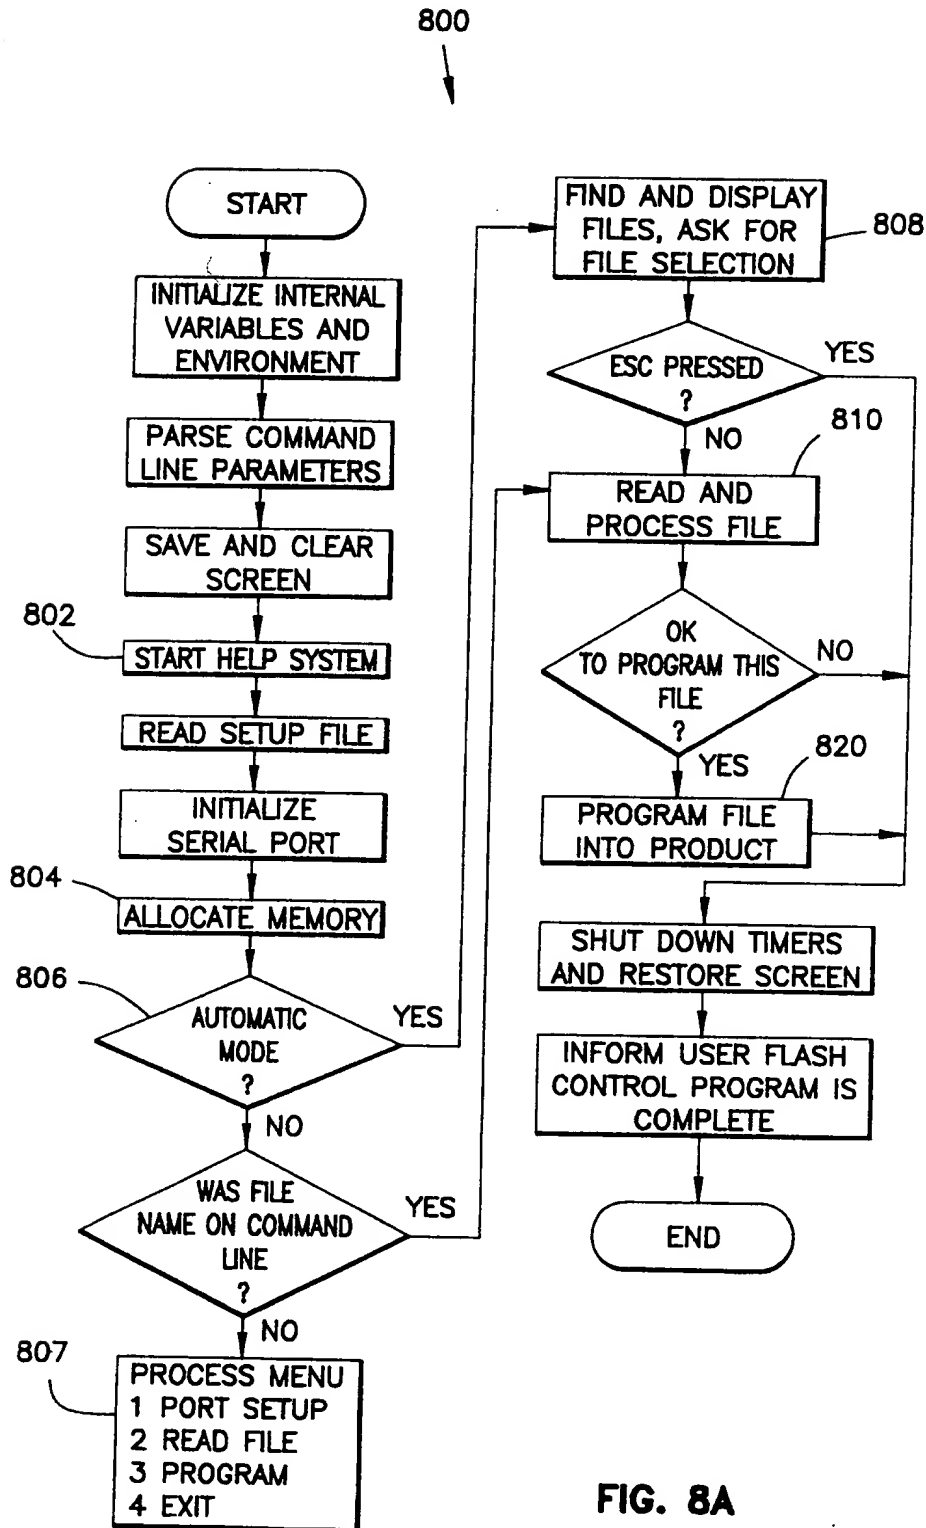 800
START
INITIALIZE INTERNAL
VARIABLES AND
ENVIRONMENT
PARSE COMMAND
LINE PARAMETERS
SAVE AND CLEAR
SCREEN
802
START HELP SYSTEM
READ SETUP FILE
INITIALIZE
SERIAL PORT
804
ALLOCATE MEMORY
806
AUTOMATIC
MODE
?
YES
NO
WAS FILE
NAME ON COMMAND
LINE
?
YES
NO
807
PROCESS MENU
1 PORT SETUP
2 READ FILE
3 PROGRAM
4 EXIT
FIND AND DISPLAY
FILES, ASK FOR
FILE SELECTION
808
ESC PRESSED
?
YES
NO
810
READ AND
PROCESS FILE
OK
TO PROGRAM THIS
FILE
?
NO
YES
820
PROGRAM FILE
INTO PRODUCT
SHUT DOWN TIMERS
AND RESTORE SCREEN
INFORM USER FLASH
CONTROL PROGRAM IS
COMPLETE
END
FIG. 8A